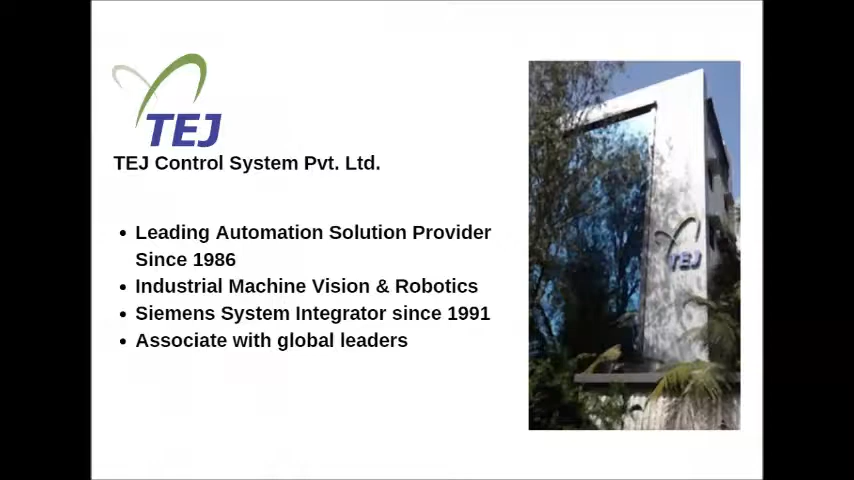 TEJ
TEJ Control System Pvt. Ltd.
• Leading Automation Solution Provider
Since 1986
• Industrial Machine Vision & Robotics
• Siemens System Integrator since 1991
• Associate with global leaders
TEJ